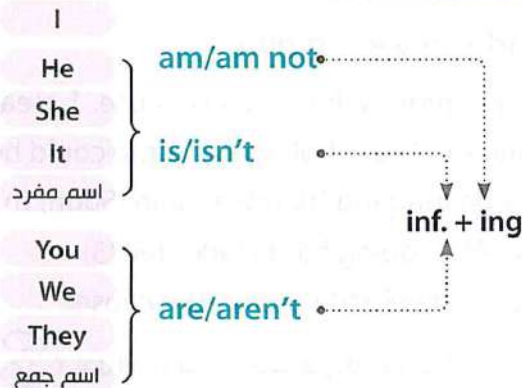 I
am/am not
He
She
It
اسم مفرد
is/isn't
inf. + ing
You
We
They
اسم جمع
are/aren't